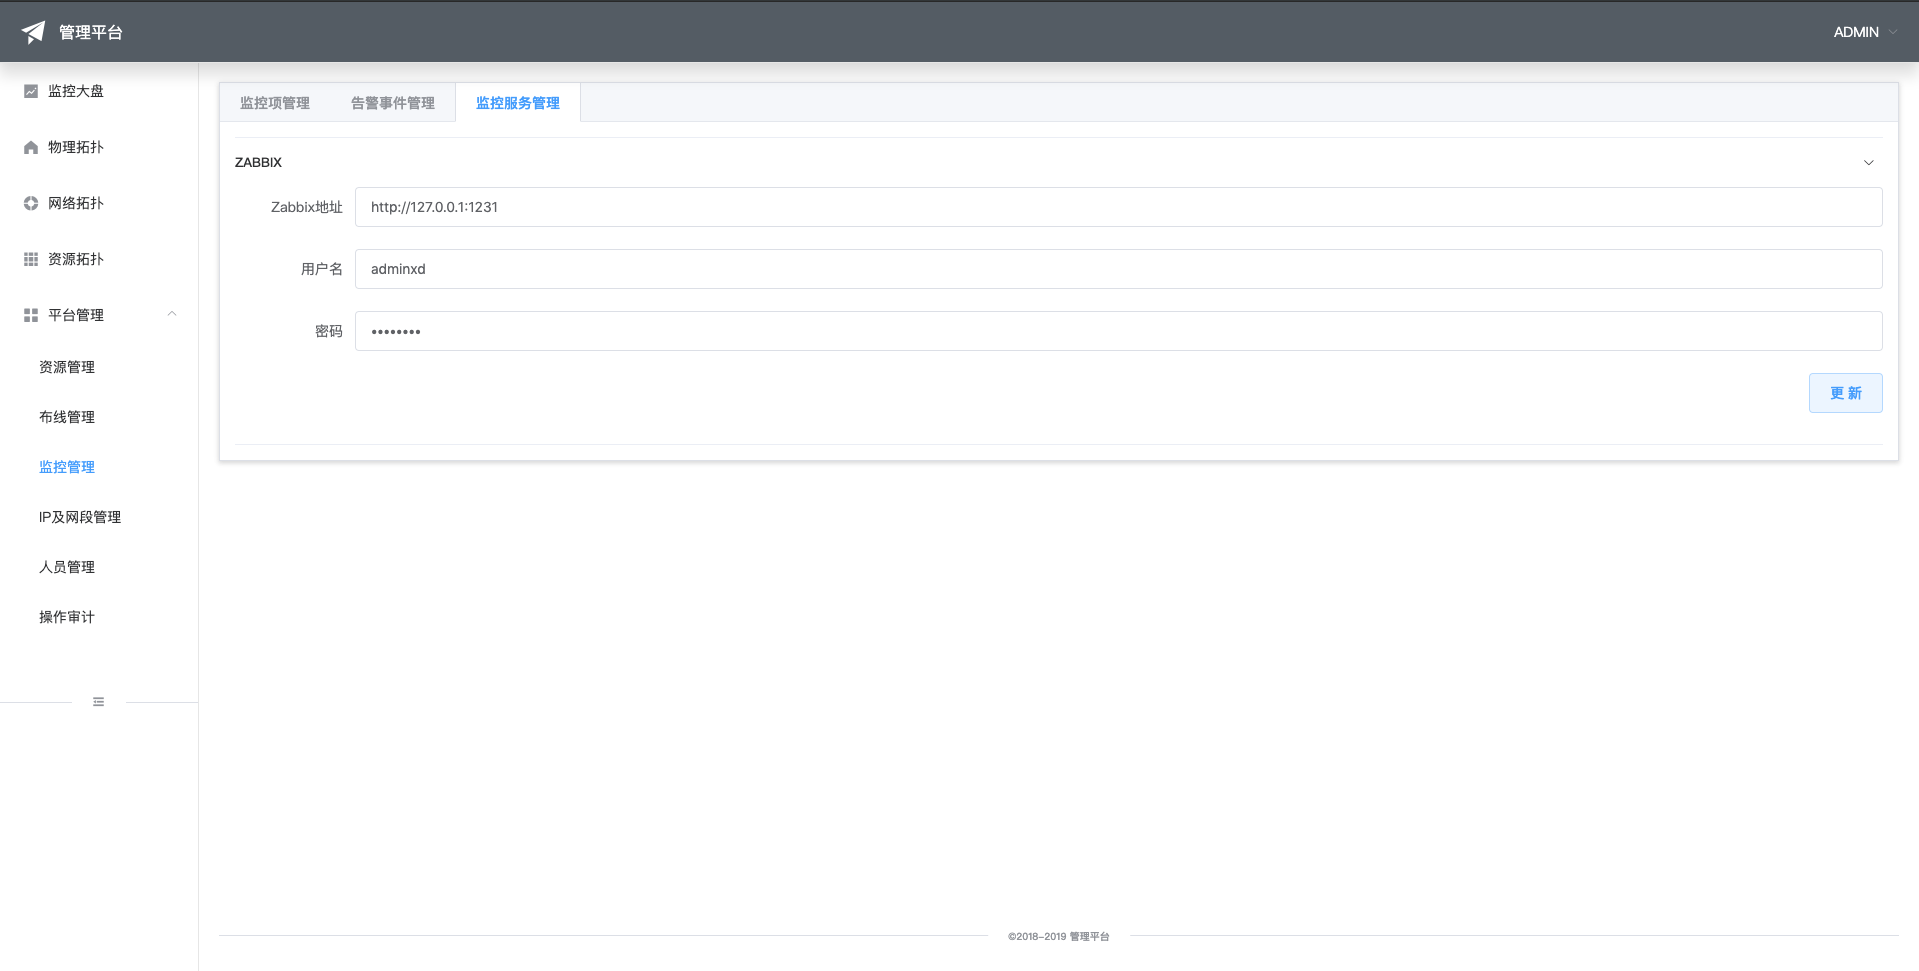 管理平台
ADMIN
监控大盘
物理拓扑
网络拓扑
资源拓扑
平台管理
资源管理
布线管理
监控管理
IP及网段管理
人员管理
操作审计
监控项管理
告警事件管理
监控服务管理
ZABBIX
Zabbix地址
http://127.0.0.1:1231
用户名
adminxd
密码
••••••••
更 新
©2018-2019 管理平台